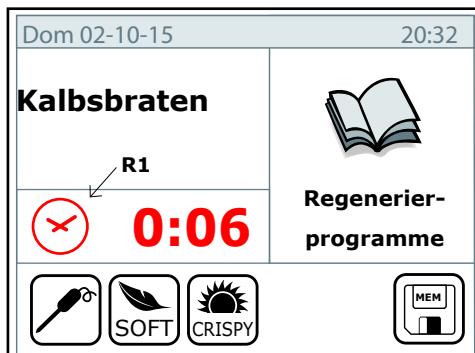 Dom 02-10-15 20:32
Kalbsbraten
R1
0:06
Regenerier-
programme
SOFT
CRISPY
MEM